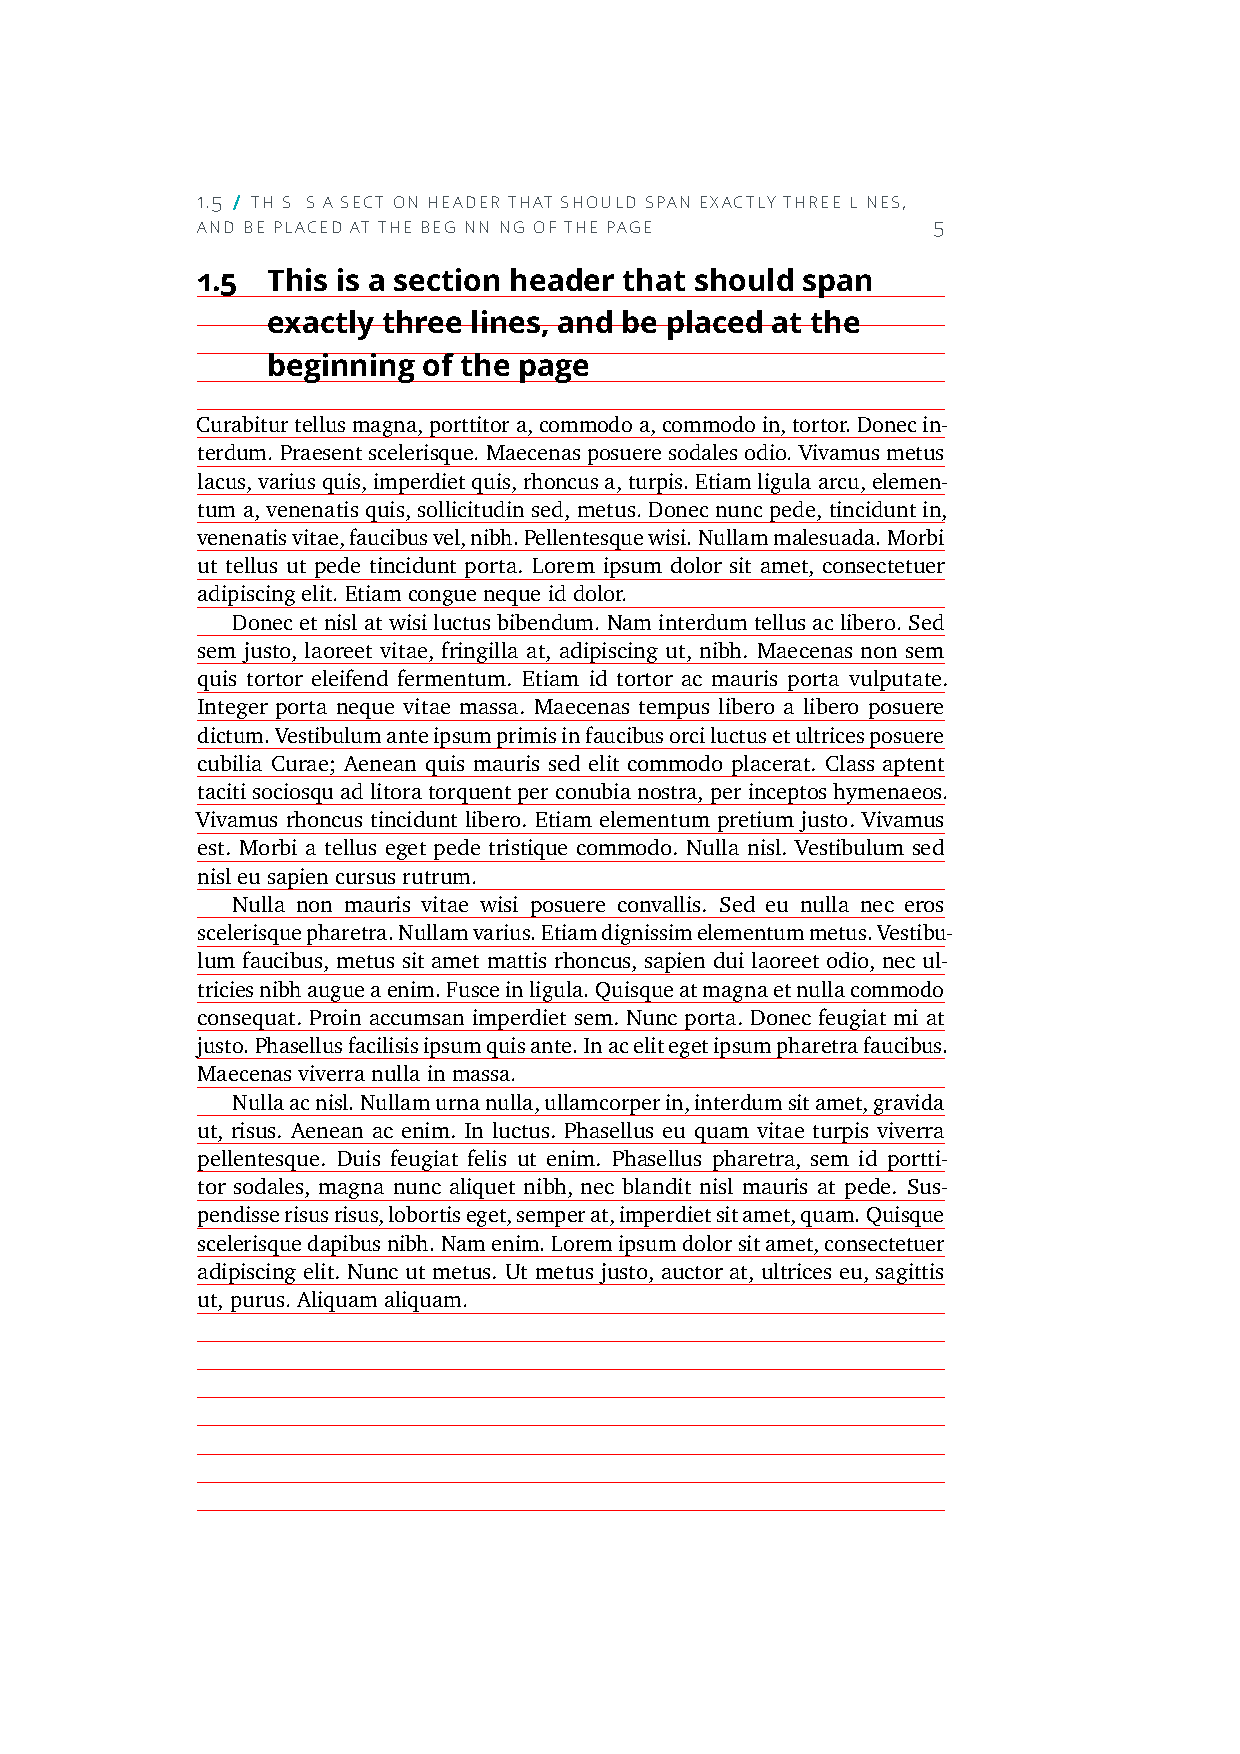 1.5 / TH S  S A SECT ON HEADER THAT SHOULD SPAN EXACTLY THREE L NES,
AND BE PLACED AT THE BEG NN NG OF THE PAGE 5
1.5 This is a section header that should span
exactly three lines, and be placed at the
beginning of the page
Curabitur tellus magna, porttitor a, commodo a, commodo in, tortor. Donec in-
terdum. Praesent scelerisque. Maecenas posuere sodales odio. Vivamus metus
lacus, varius quis, imperdiet quis, rhoncus a, turpis. Etiam ligula arcu, elemen-
tum a, venenatis quis, sollicitudin sed, metus. Donec nunc pede, tincidunt in,
venenatis vitae, faucibus vel, nibh. Pellentesque wisi. Nullam malesuada. Morbi
ut tellus ut pede tincidunt porta. Lorem ipsum dolor sit amet, consectetuer
adipiscing elit. Etiam congue neque id dolor.
Donec et nisl at wisi luctus bibendum. Nam interdum tellus ac libero. Sed
sem justo, laoreet vitae, fringilla at, adipiscing ut, nibh. Maecenas non sem
quis tortor eleifend fermentum. Etiam id tortor ac mauris porta vulputate.
Integer porta neque vitae massa. Maecenas tempus libero a libero posuere
dictum. Vestibulum ante ipsum primis in faucibus orci luctus et ultrices posuere
cubilia Curae; Aenean quis mauris sed elit commodo placerat. Class aptent
taciti sociosqu ad litora torquent per conubia nostra, per inceptos hymenaeos.
Vivamus rhoncus tincidunt libero. Etiam elementum pretium justo. Vivamus
est. Morbi a tellus eget pede tristique commodo. Nulla nisl. Vestibulum sed
nisl eu sapien cursus rutrum.
Nulla non mauris vitae wisi posuere convallis. Sed eu nulla nec eros
scelerisque pharetra. Nullam varius. Etiam dignissim elementum metus. Vestibu-
lum faucibus, metus sit amet mattis rhoncus, sapien dui laoreet odio, nec ul-
tricies nibh augue a enim. Fusce in ligula. Quisque at magna et nulla commodo
consequat. Proin accumsan imperdiet sem. Nunc porta. Donec feugiat mi at
justo. Phasellus facilisis ipsum quis ante. In ac elit eget ipsum pharetra faucibus.
Maecenas viverra nulla in massa.
Nulla ac nisl. Nullam urna nulla, ullamcorper in, interdum sit amet, gravida
ut, risus. Aenean ac enim. In luctus. Phasellus eu quam vitae turpis viverra
pellentesque. Duis feugiat felis ut enim. Phasellus pharetra, sem id portti-
tor sodales, magna nunc aliquet nibh, nec blandit nisl mauris at pede. Sus-
pendisse risus risus, lobortis eget, semper at, imperdiet sit amet, quam. Quisque
scelerisque dapibus nibh. Nam enim. Lorem ipsum dolor sit amet, consectetuer
adipiscing elit. Nunc ut metus. Ut metus justo, auctor at, ultrices eu, sagittis
ut, purus. Aliquam aliquam.